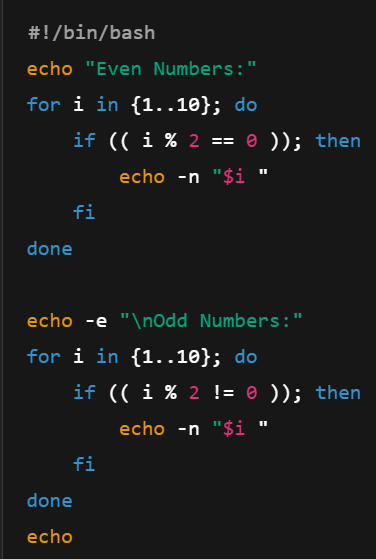 #!/bin/bash
echo "Even Numbers:"
for i in {1..10}; do
    if (( i % 2 == 0 )); then
        echo -n "$i "
    fi
done

echo -e "\nOdd Numbers:"
for i in {1..10}; do
    if (( i % 2 != 0 )); then
        echo -n "$i "
    fi
done
echo